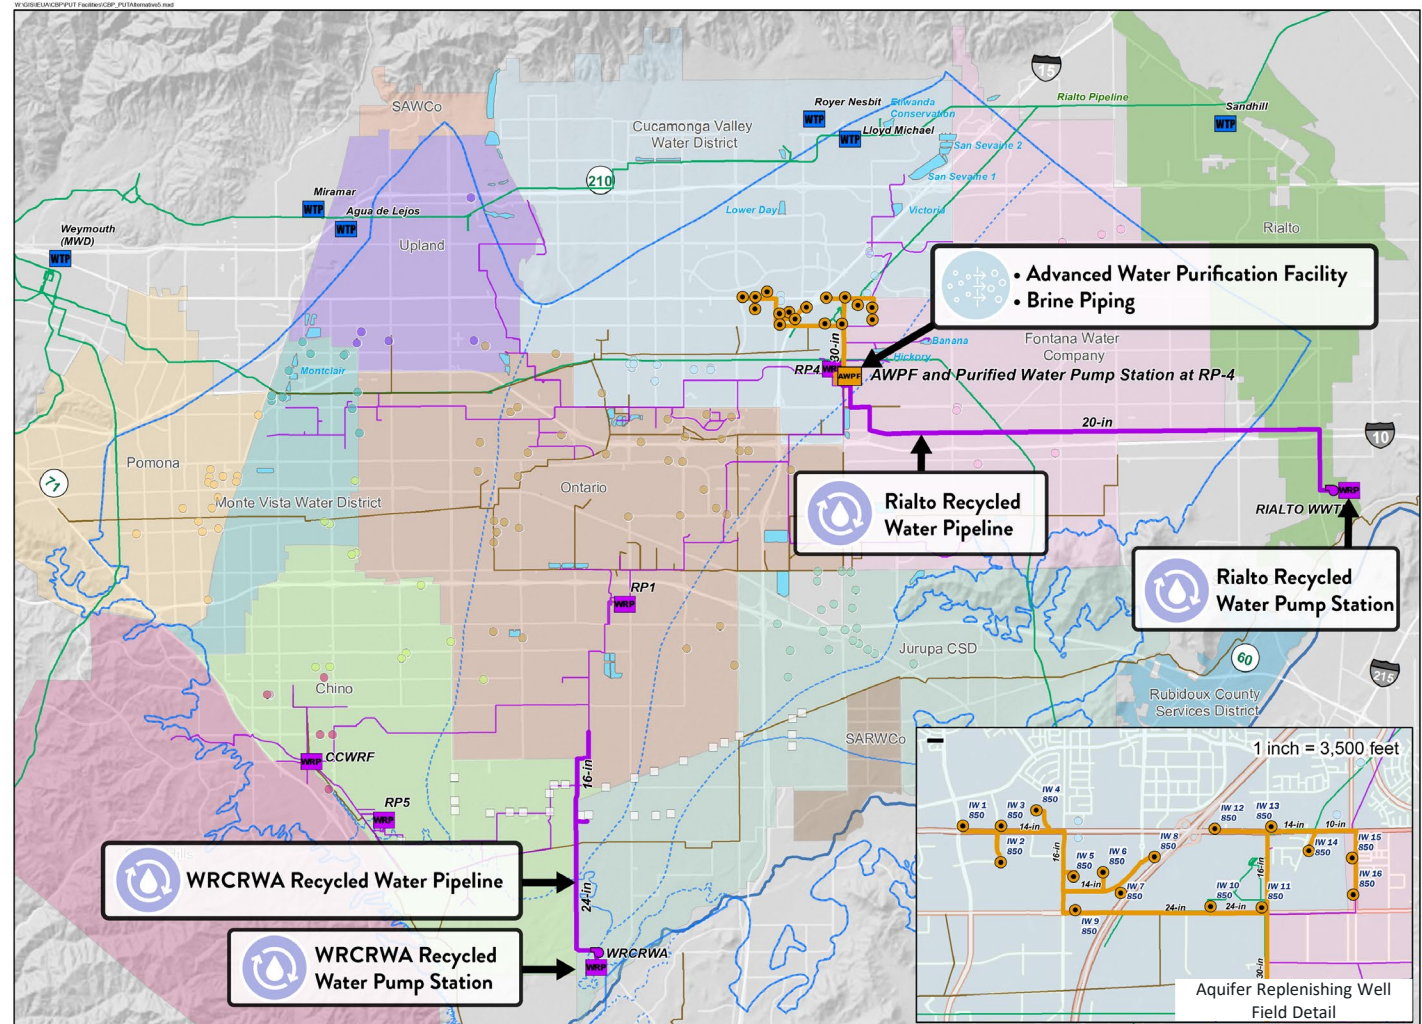 W:\GIS\IEUA\CBP\PUT Facilities\CBP_PUTAlternative5.mxd
15
SAWCo
Royer Nesbit
WTP
Etiwanda
Conservation
Rialto Pipeline
Sandhill
WTP
Cucamonga Valley
Water District
Lloyd Michael
WTP
San Sevaine 2
San Sevaine 1
210
Miramar
WTP
Agua de Lejos
WTP
Lower Day
Victoria
Weymouth
(MWD)
WTP
Upland
Rialto
• Advanced Water Purification Facility
• Brine Piping
30-in
Banana
Hickory
Fontana Water
Company
Montclair
RP4
AWPF
AWPF and Purified Water Pump Station at RP-4
20-in
10
Pomona
71
Monte Vista Water District
Ontario
Rialto Recycled
Water Pipeline
WRP
RIALTO WWT
Rialto Recycled
Water Pump Station
RP1
WRP
Jurupa CSD
60
215
Chino
Rubidoux County
Services District
SARWCo
CCWRF
WRP
16-in
RP5
WRP
WRCRWA Recycled Water Pipeline
24-in
WRCRWA Recycled
Water Pump Station
WRCRWA
WRP
1 inch = 3,500 feet
IW 1
850
IW 3
850
IW 4
850
IW 12
850
IW 13
850
14-in
14-in
10-in
IW 2
850
16-in
IW 5
850
IW 6
850
IW 8
850
IW 14
850
IW 15
850
14-in
IW 7
850
16-in
IW 10
850
IW 11
850
IW 16
850
IW 9
850
24-in
24-in
30-in
Aquifer Replenishing Well
Field Detail